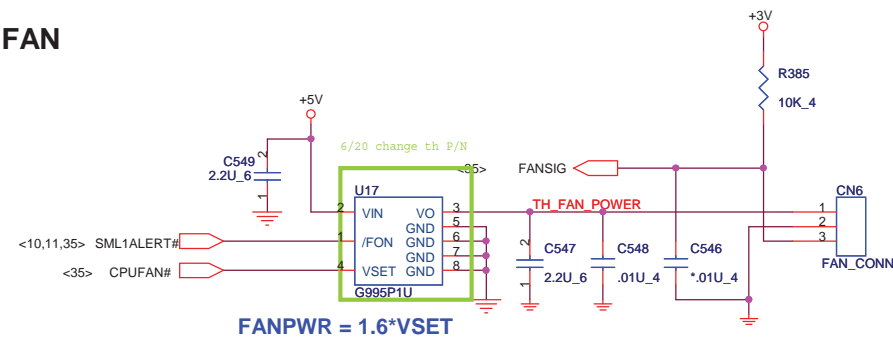 FAN
+3V
R385
10K_4
+5V
6/20 change th P/N
C549
2.2U_6
2
1
<35>
FANSIG
CN6
U17
2 VIN VO 3
GND 5
<10,11,35> SML1ALERT# 1 /FON GND 6
GND 7
<35> CPUFAN# 4 VSET GND 8
G995P1U
TH_FAN_POWER
1
2
3
FAN_CONN
2
1
C547
2.2U_6
C548
.01U_4
C546
*.01U_4
FANPWR = 1.6*VSET